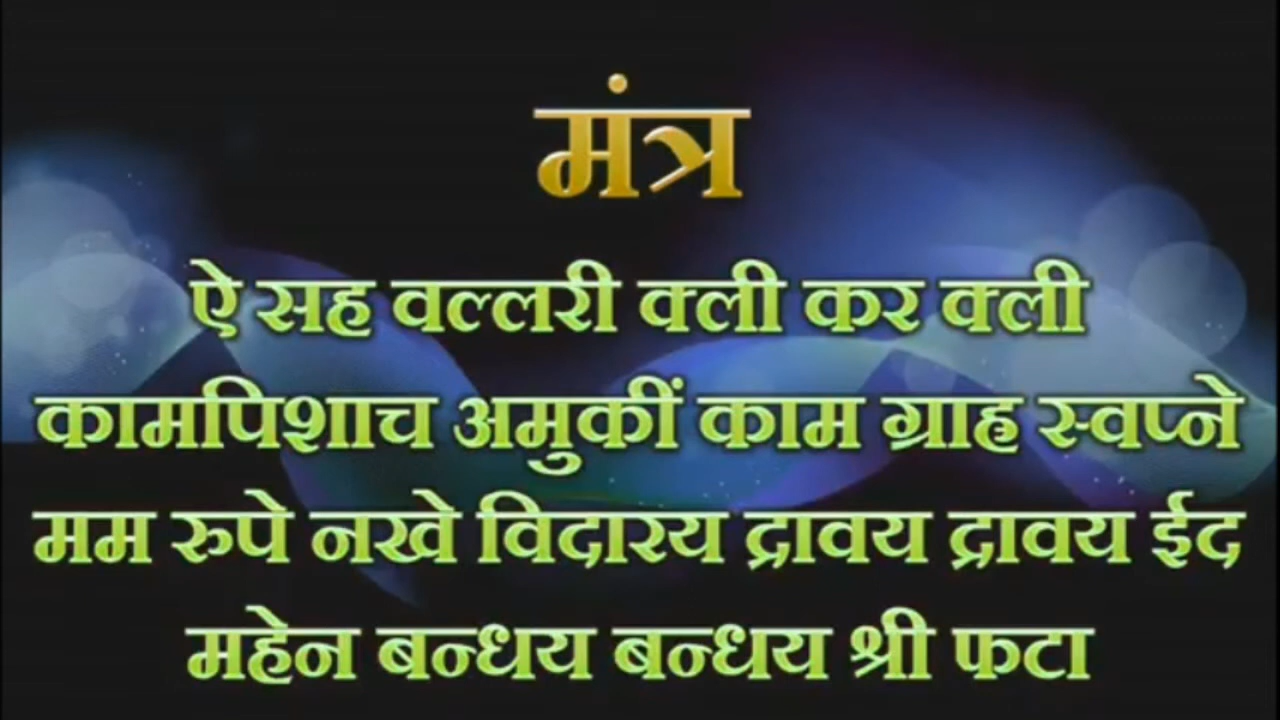 मंत्र
ऐ सह वल्लरी क्ली कर क्ली
कामपिशाच अमुकीं काम ग्राह स्वप्ने
मम रुपे नखे विदारय द्रावय द्रावय ईद
महेन बन्धय बन्धय श्री फटा